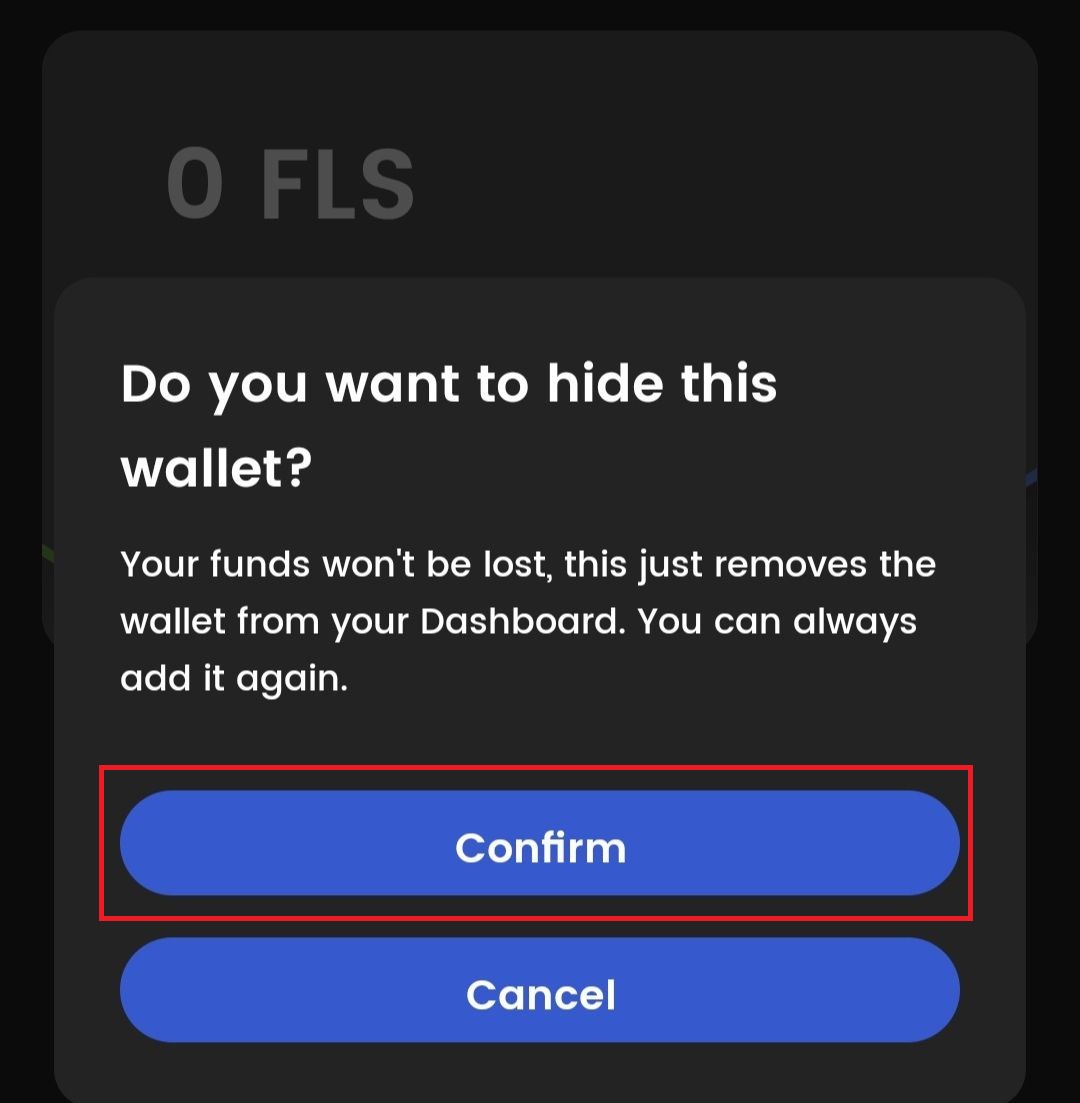 0 FLS
Do you want to hide this
wallet?
Your funds won't be lost, this just removes the
wallet from your Dashboard. You can always
add it again.
Confirm
Cancel